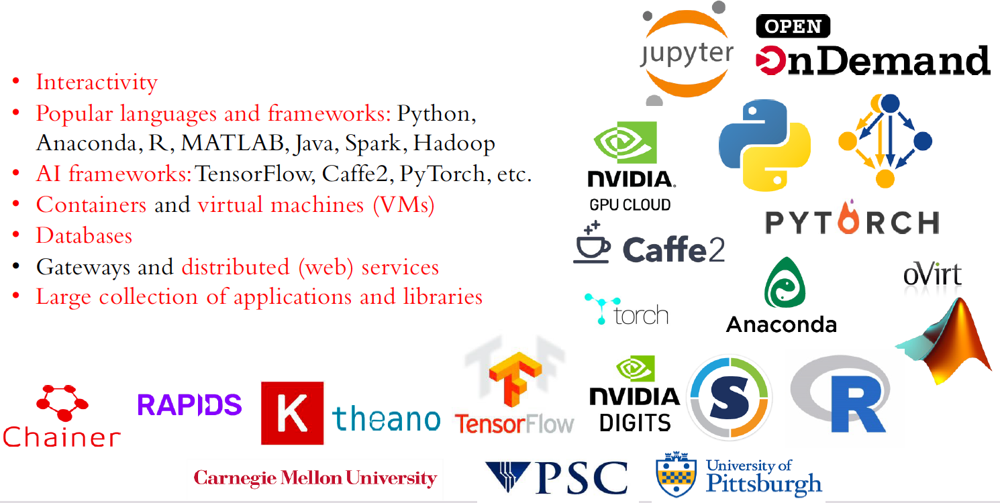 • Interactivity
• Popular languages and frameworks: Python,
Anaconda, R, MATLAB, Java, Spark, Hadoop
• AI frameworks: TensorFlow, Caffe2, PyTorch, etc.
• Containers and virtual machines (VMs)
• Databases
• Gateways and distributed (web) services
• Large collection of applications and libraries
jupyter
OPEN
OnDemand
NVIDIA.
GPU CLOUD
PYTORCH
Caffe2
oVirt
torch
Anaconda
TF
TensorFlow
NVIDIA
DIGITS
S
R
Chainer
RAPIDS
K
theano
Carnegie Mellon University
PSC
University of
Pittsburgh